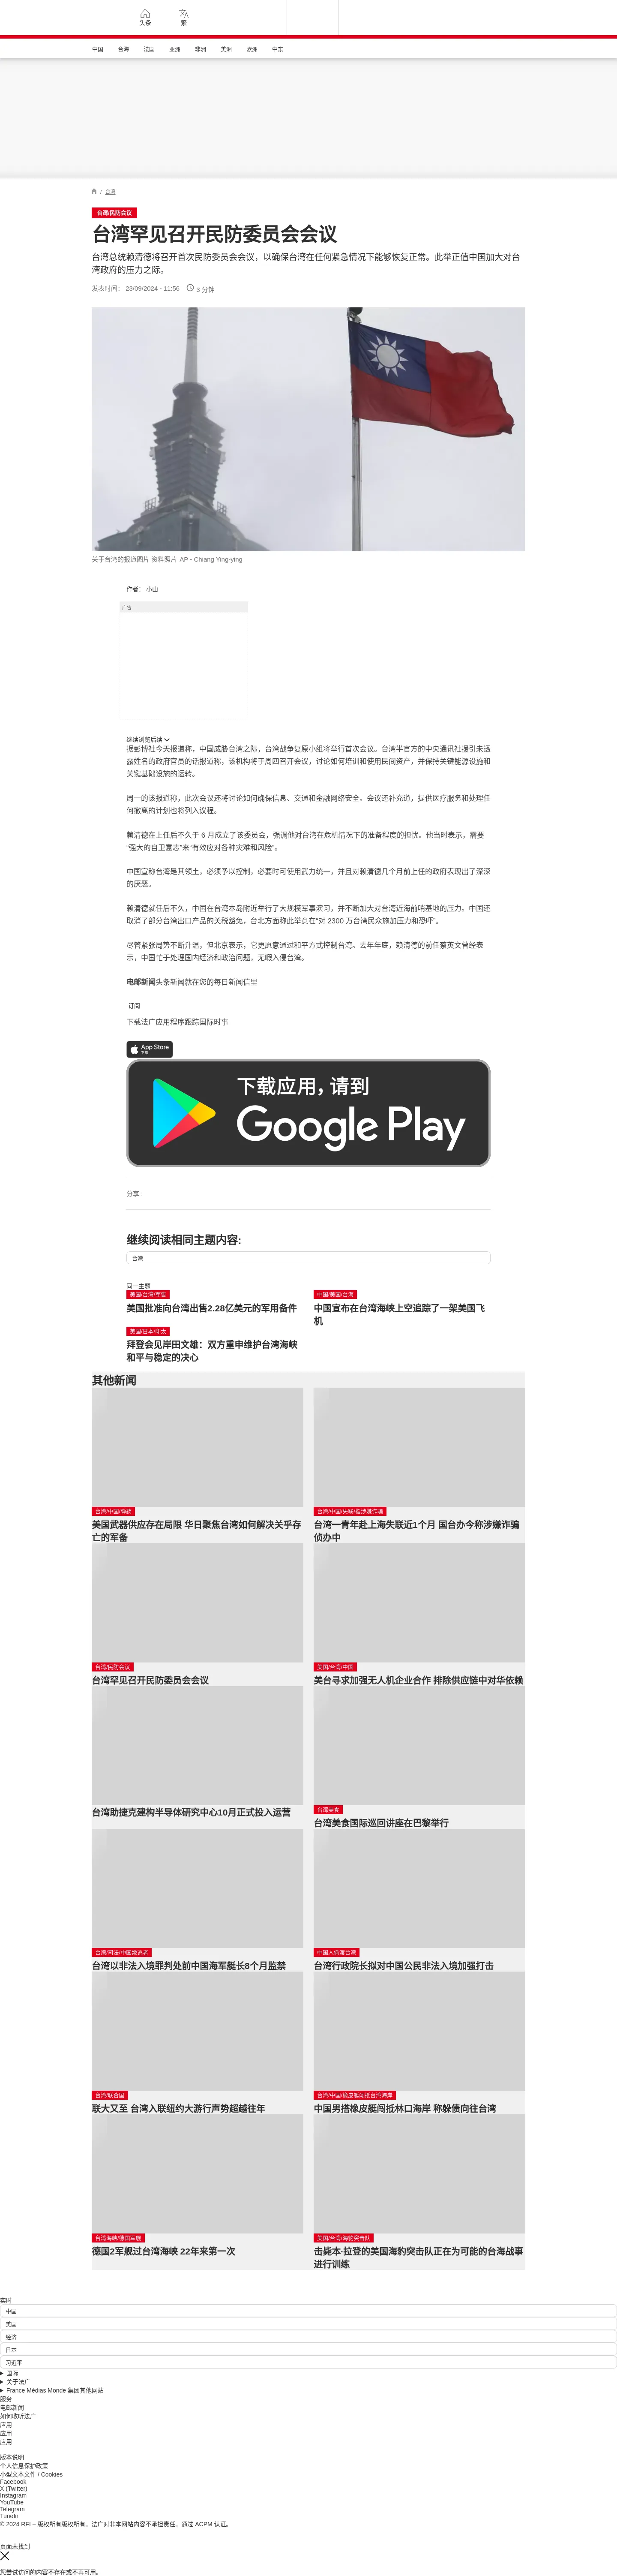 头条
繁
中国
台海
法国
亚洲
非洲
美洲
欧洲
中东
/ 台湾
台湾/民防会议
台湾罕见召开民防委员会会议
台湾总统赖清德将召开首次民防委员会会议，以确保台湾在任何紧急情况下能够恢复正常。此举正值中国加大对台
湾政府的压力之际。
发表时间： 23/09/2024 - 11:56
3 分钟
关于台湾的报道图片 资料照片 AP - Chiang Ying-ying
作者： 小山
广告
继续浏览后续
据彭博社今天报道称，中国威胁台湾之际，台湾战争复原小组将举行首次会议。台湾半官方的中央通讯社援引未透
露姓名的政府官员的话报道称，该机构将于周四召开会议，讨论如何培训和使用民间资产，并保持关键能源设施和
关键基础设施的运转。
周一的该报道称，此次会议还将讨论如何确保信息、交通和金融网络安全。会议还补充道，提供医疗服务和处理任
何撤离的计划也将列入议程。
赖清德在上任后不久于 6 月成立了该委员会，强调他对台湾在危机情况下的准备程度的担忧。他当时表示，需要
“强大的自卫意志”来“有效应对各种灾难和风险”。
中国宣称台湾是其领土，必须予以控制，必要时可使用武力统一，并且对赖清德几个月前上任的政府表现出了深深
的厌恶。
赖清德就任后不久，中国在台湾本岛附近举行了大规模军事演习，并不断加大对台湾近海前哨基地的压力。中国还
取消了部分台湾出口产品的关税豁免，台北方面称此举意在“对 2300 万台湾民众施加压力和恐吓”。
尽管紧张局势不断升温，但北京表示，它更愿意通过和平方式控制台湾。去年年底，赖清德的前任蔡英文曾经表
示，中国忙于处理国内经济和政治问题，无暇入侵台湾。
电邮新闻头条新闻就在您的每日新闻信里
订阅
下载法广应用程序跟踪国际时事
App Store
下载
下载应用，请到
Google Play
分享 :
继续阅读相同主题内容:
台湾
同一主题
美国/台湾/军售
美国批准向台湾出售2.28亿美元的军用备件
中国/美国/台海
中国宣布在台湾海峡上空追踪了一架美国飞
机
美国/日本/印太
拜登会见岸田文雄：双方重申维护台湾海峡
和平与稳定的决心
其他新闻
台湾/中国/弹药
美国武器供应存在局限 华日聚焦台湾如何解决关乎存
亡的军备
台湾/中国/失联/指涉嫌诈骗
台湾一青年赴上海失联近1个月 国台办今称涉嫌诈骗
侦办中
台湾/民防会议
台湾罕见召开民防委员会会议
美国/台湾/中国
美台寻求加强无人机企业合作 排除供应链中对华依赖
台湾助捷克建构半导体研究中心10月正式投入运营
台湾美食
台湾美食国际巡回讲座在巴黎举行
台湾/司法/中国叛逃者
台湾以非法入境罪判处前中国海军艇长8个月监禁
中国人偷渡台湾
台湾行政院长拟对中国公民非法入境加强打击
台湾/联合国
联大又至 台湾入联纽约大游行声势超越往年
台湾/中国/橡皮艇闯抵台湾海岸
中国男搭橡皮艇闯抵林口海岸 称躲债向往台湾
台湾海峡/德国军舰
德国2军舰过台湾海峡 22年来第一次
美国/台湾/海豹突击队
击毙本·拉登的美国海豹突击队正在为可能的台海战事
进行训练
实时
中国
美国
经济
日本
习近平
国际
关于法广
France Médias Monde 集团其他网站
服务
电邮新闻
如何收听法广
应用
应用
应用
版本说明
个人信息保护政策
小型文本文件 / Cookies
Facebook
X (Twitter)
Instagram
YouTube
Telegram
TuneIn
© 2024 RFI – 版权所有版权所有。法广对非本网站内容不承担责任。通过 ACPM 认证。
页面未找到
您尝试访问的内容不存在或不再可用。